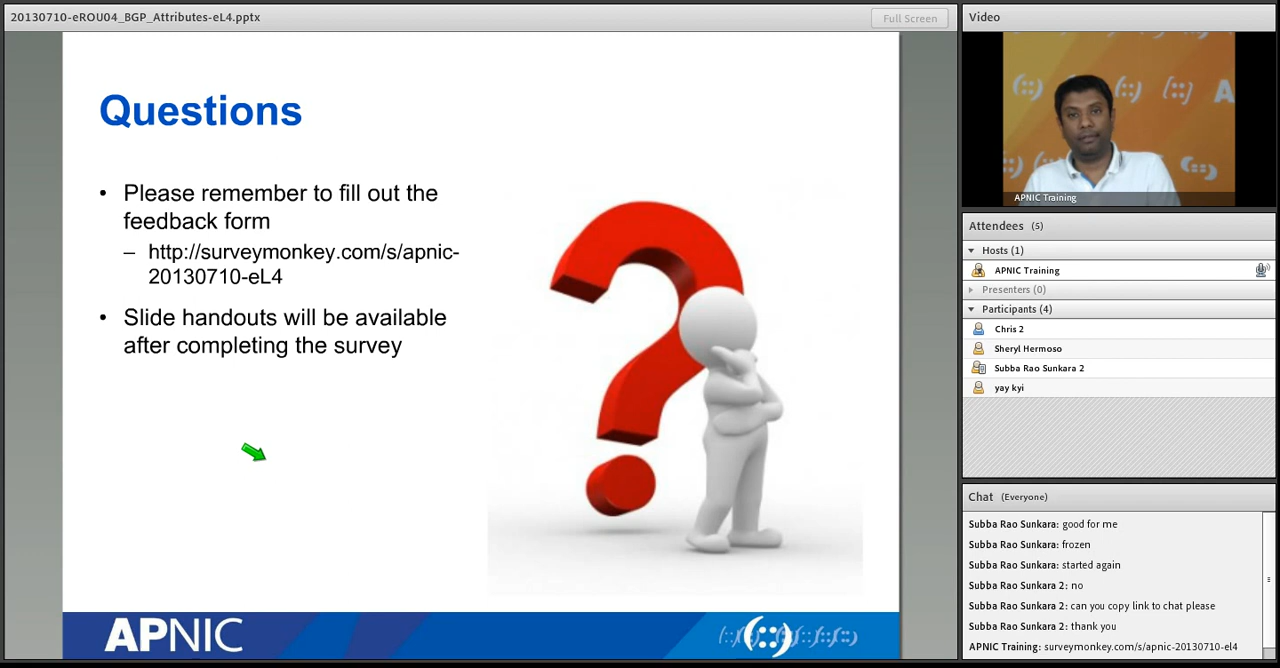 20130710-eROU04_BGP_Attributes-eL4.pptx
Full Screen
Questions
• Please remember to fill out the
feedback form
– http://surveymonkey.com/s/apnic-
20130710-eL4
• Slide handouts will be available
after completing the survey
APNIC
Video
APNIC Training
Attendees (5)
Hosts (1)
APNIC Training
Presenters (0)
Participants (4)
Chris 2
Sheryl Hermoso
Subba Rao Sunkara 2
yay kyi
Chat (Everyone)
Subba Rao Sunkara: good for me
Subba Rao Sunkara: frozen
Subba Rao Sunkara: started again
Subba Rao Sunkara 2: no
Subba Rao Sunkara 2: can you copy link to chat please
Subba Rao Sunkara 2: thank you
APNIC Training: surveymonkey.com/s/apnic-20130710-el4